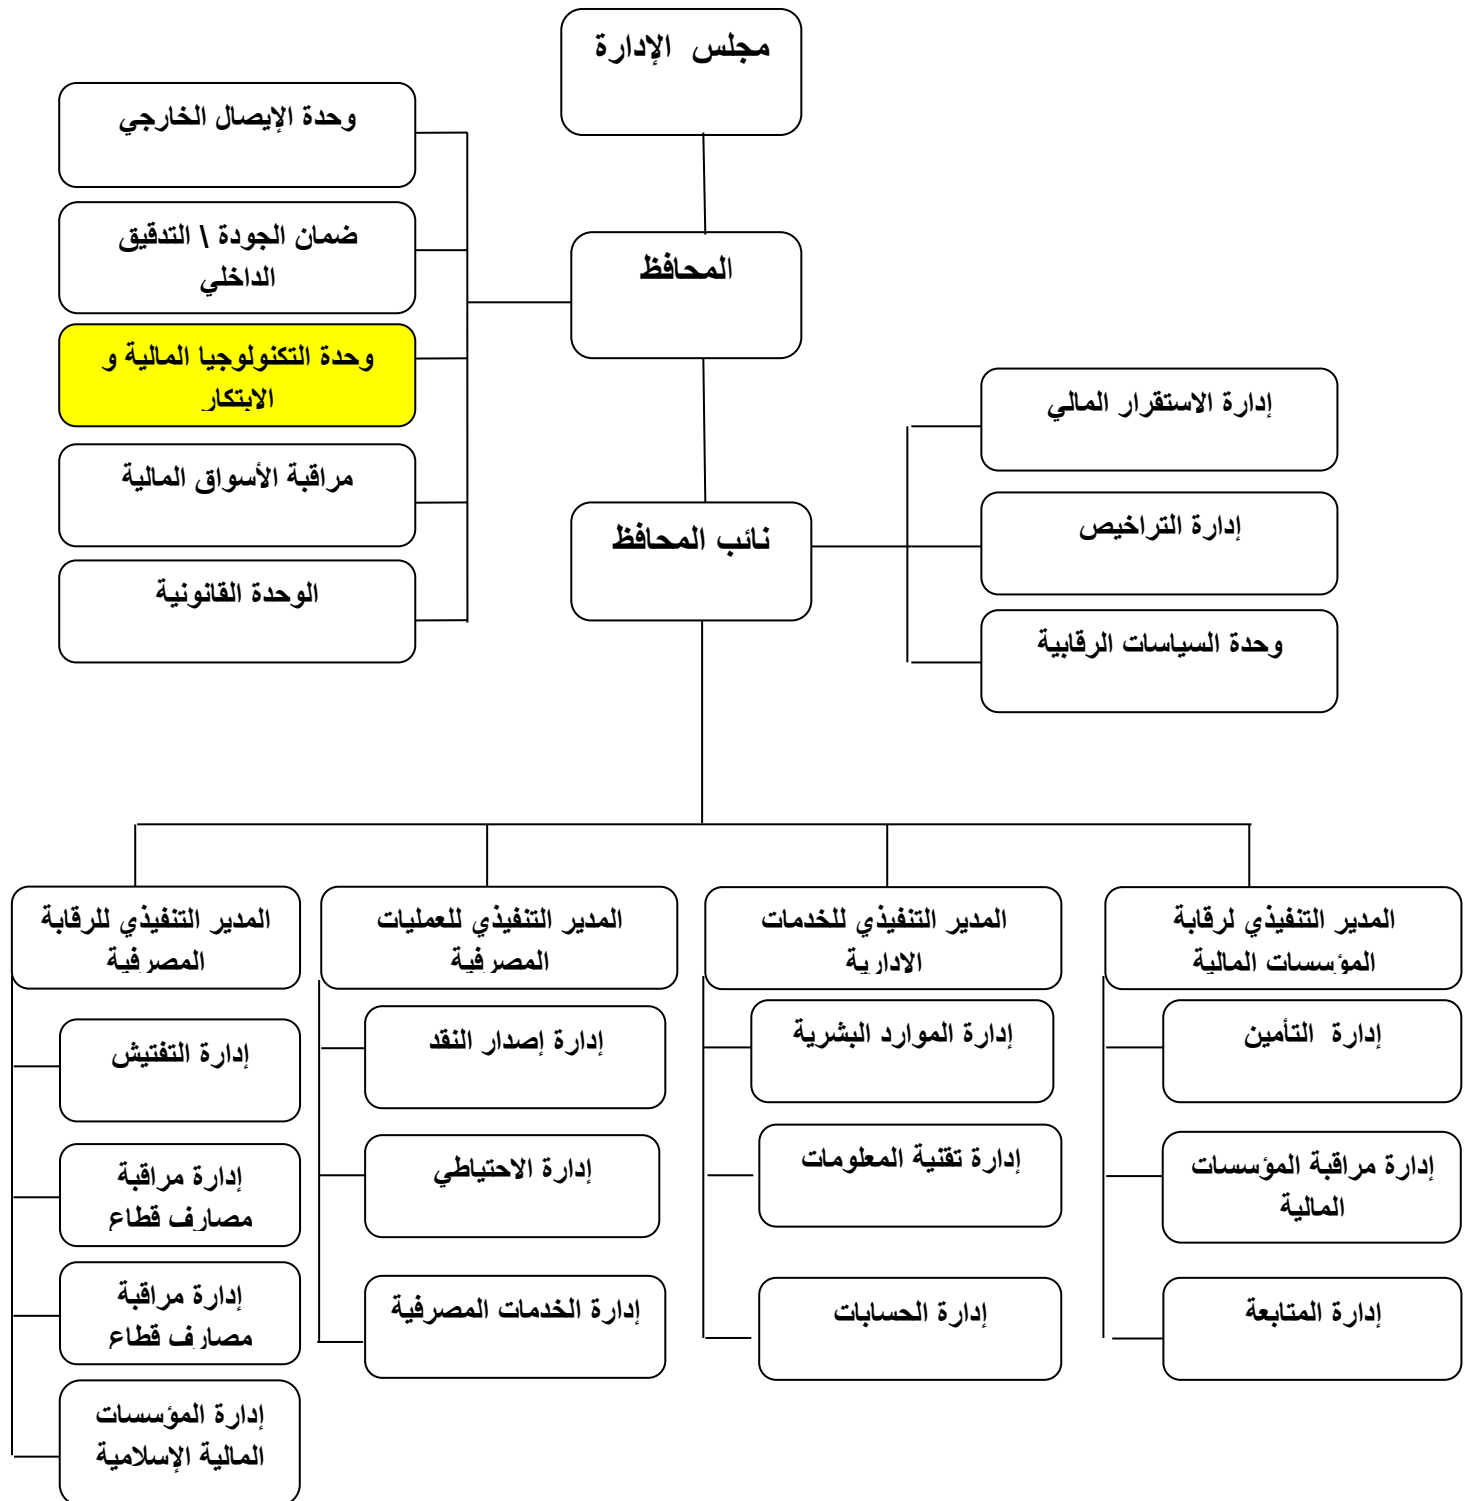 مجلس الإدارة
وحدة الإيصال الخارجي
ضمان الجودة \ التدقيق
الداخلي
المحافظ
وحدة التكنولوجيا المالية و
الابتكار
إدارة الاستقرار المالي
مراقبة الأسواق المالية
نائب المحافظ
إدارة التراخيص
الوحدة القانونية
وحدة السياسات الرقابية
المدير التنفيذي لرقابة
المؤسسات المالية
المدير التنفيذي للخدمات
الادارية
المدير التنفيذي للعمليات
المصرفية
المدير التنفيذي للرقابة
المصرفية
إدارة التأمين
إدارة الموارد البشرية
إدارة إصدار النقد
إدارة التفتيش
إدارة مراقبة المؤسسات
المالية
إدارة تقنية المعلومات
إدارة الاحتياطي
إدارة مراقبة
مصارف قطاع
إدارة المتابعة
إدارة الحسابات
إدارة الخدمات المصرفية
إدارة مراقبة
مصارف قطاع
إدارة المؤسسات
المالية الإسلامية